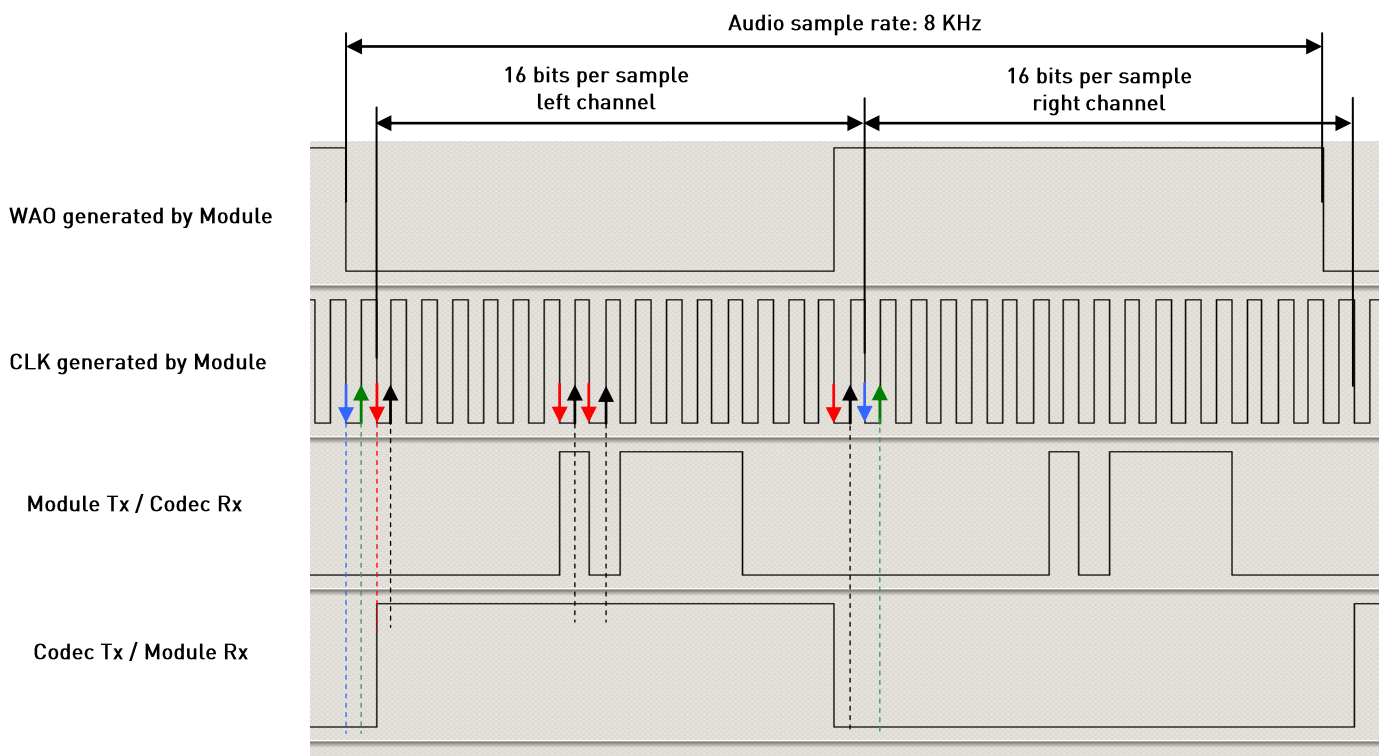 Audio sample rate: 8 KHz
16 bits per sample
left channel
16 bits per sample
right channel
WAO generated by Module
CLK generated by Module
Module Tx / Codec Rx
Codec Tx / Module Rx